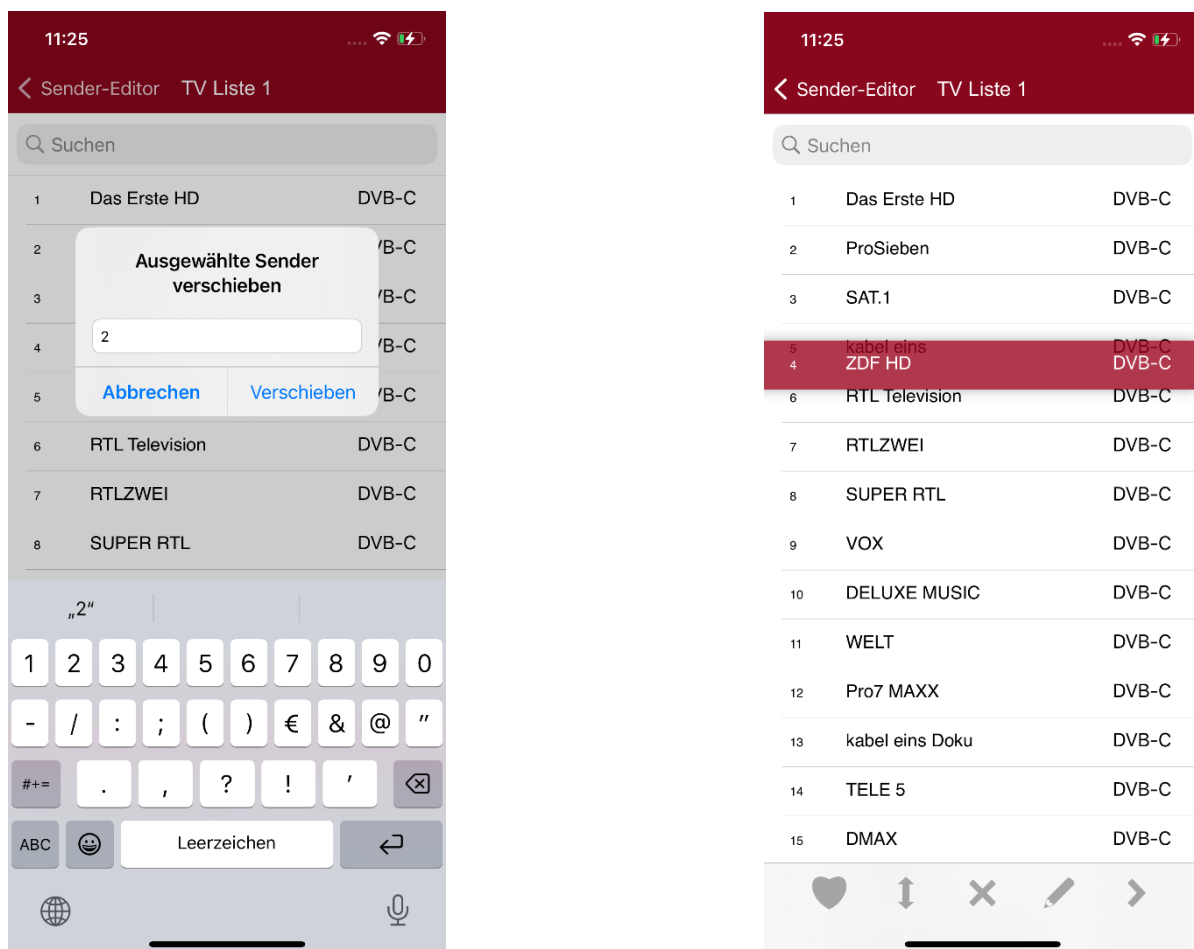 11:25
Sender-Editor TV Liste 1
Suchen
1 Das Erste HD DVB-C
2 /B-C
Ausgewählte Sender
verschieben
3 /B-C
2
4 /B-C
Abbrechen Verschieben
5 /B-C
6 RTL Television DVB-C
7 RTLZWEI DVB-C
8 SUPER RTL DVB-C
„2“
1 2 3 4 5 6 7 8 9 0
- / : ; ( ) € & @ "
#+= . , ? ! '
ABC Leerzeichen
11:25
Sender-Editor TV Liste 1
Suchen
1 Das Erste HD DVB-C
2 ProSieben DVB-C
3 SAT.1 DVB-C
5 kabel eins DVB-C
4 ZDF HD DVB-C
6 RTL Television DVB-C
7 RTLZWEI DVB-C
8 SUPER RTL DVB-C
9 VOX DVB-C
10 DELUXE MUSIC DVB-C
11 WELT DVB-C
12 Pro7 MAXX DVB-C
13 kabel eins Doku DVB-C
14 TELE 5 DVB-C
15 DMAX DVB-C